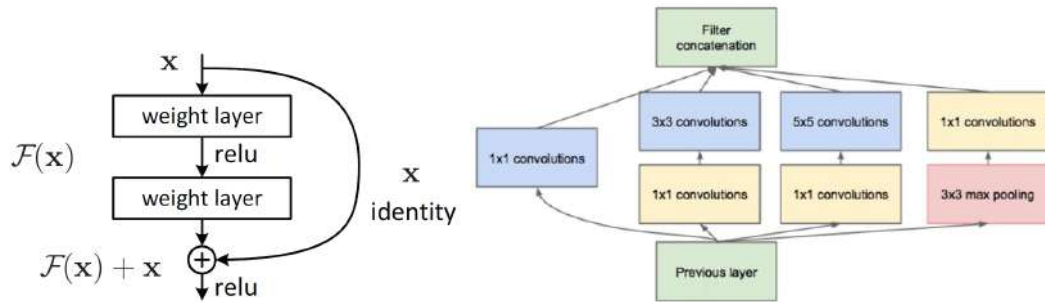 x
weight layer
F(x)
relu
weight layer
x
identity
F(x) + x
+
relu
Filter
concatenation
3x3 convolutions
5x5 convolutions
1x1 convolutions
1x1 convolutions
1x1 convolutions
1x1 convolutions
3x3 max pooling
Previous layer